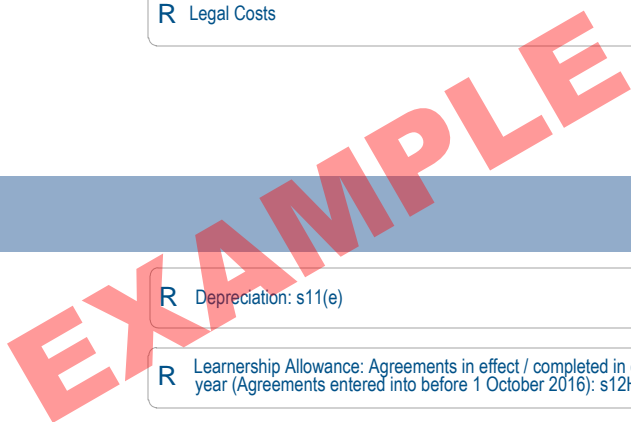 R Legal Costs
EXAMPLE
R Depreciation: s11(e)
R Learnership Allowance: Agreements in effect / completed in
year (Agreements entered into before 1 October 2016): s12H